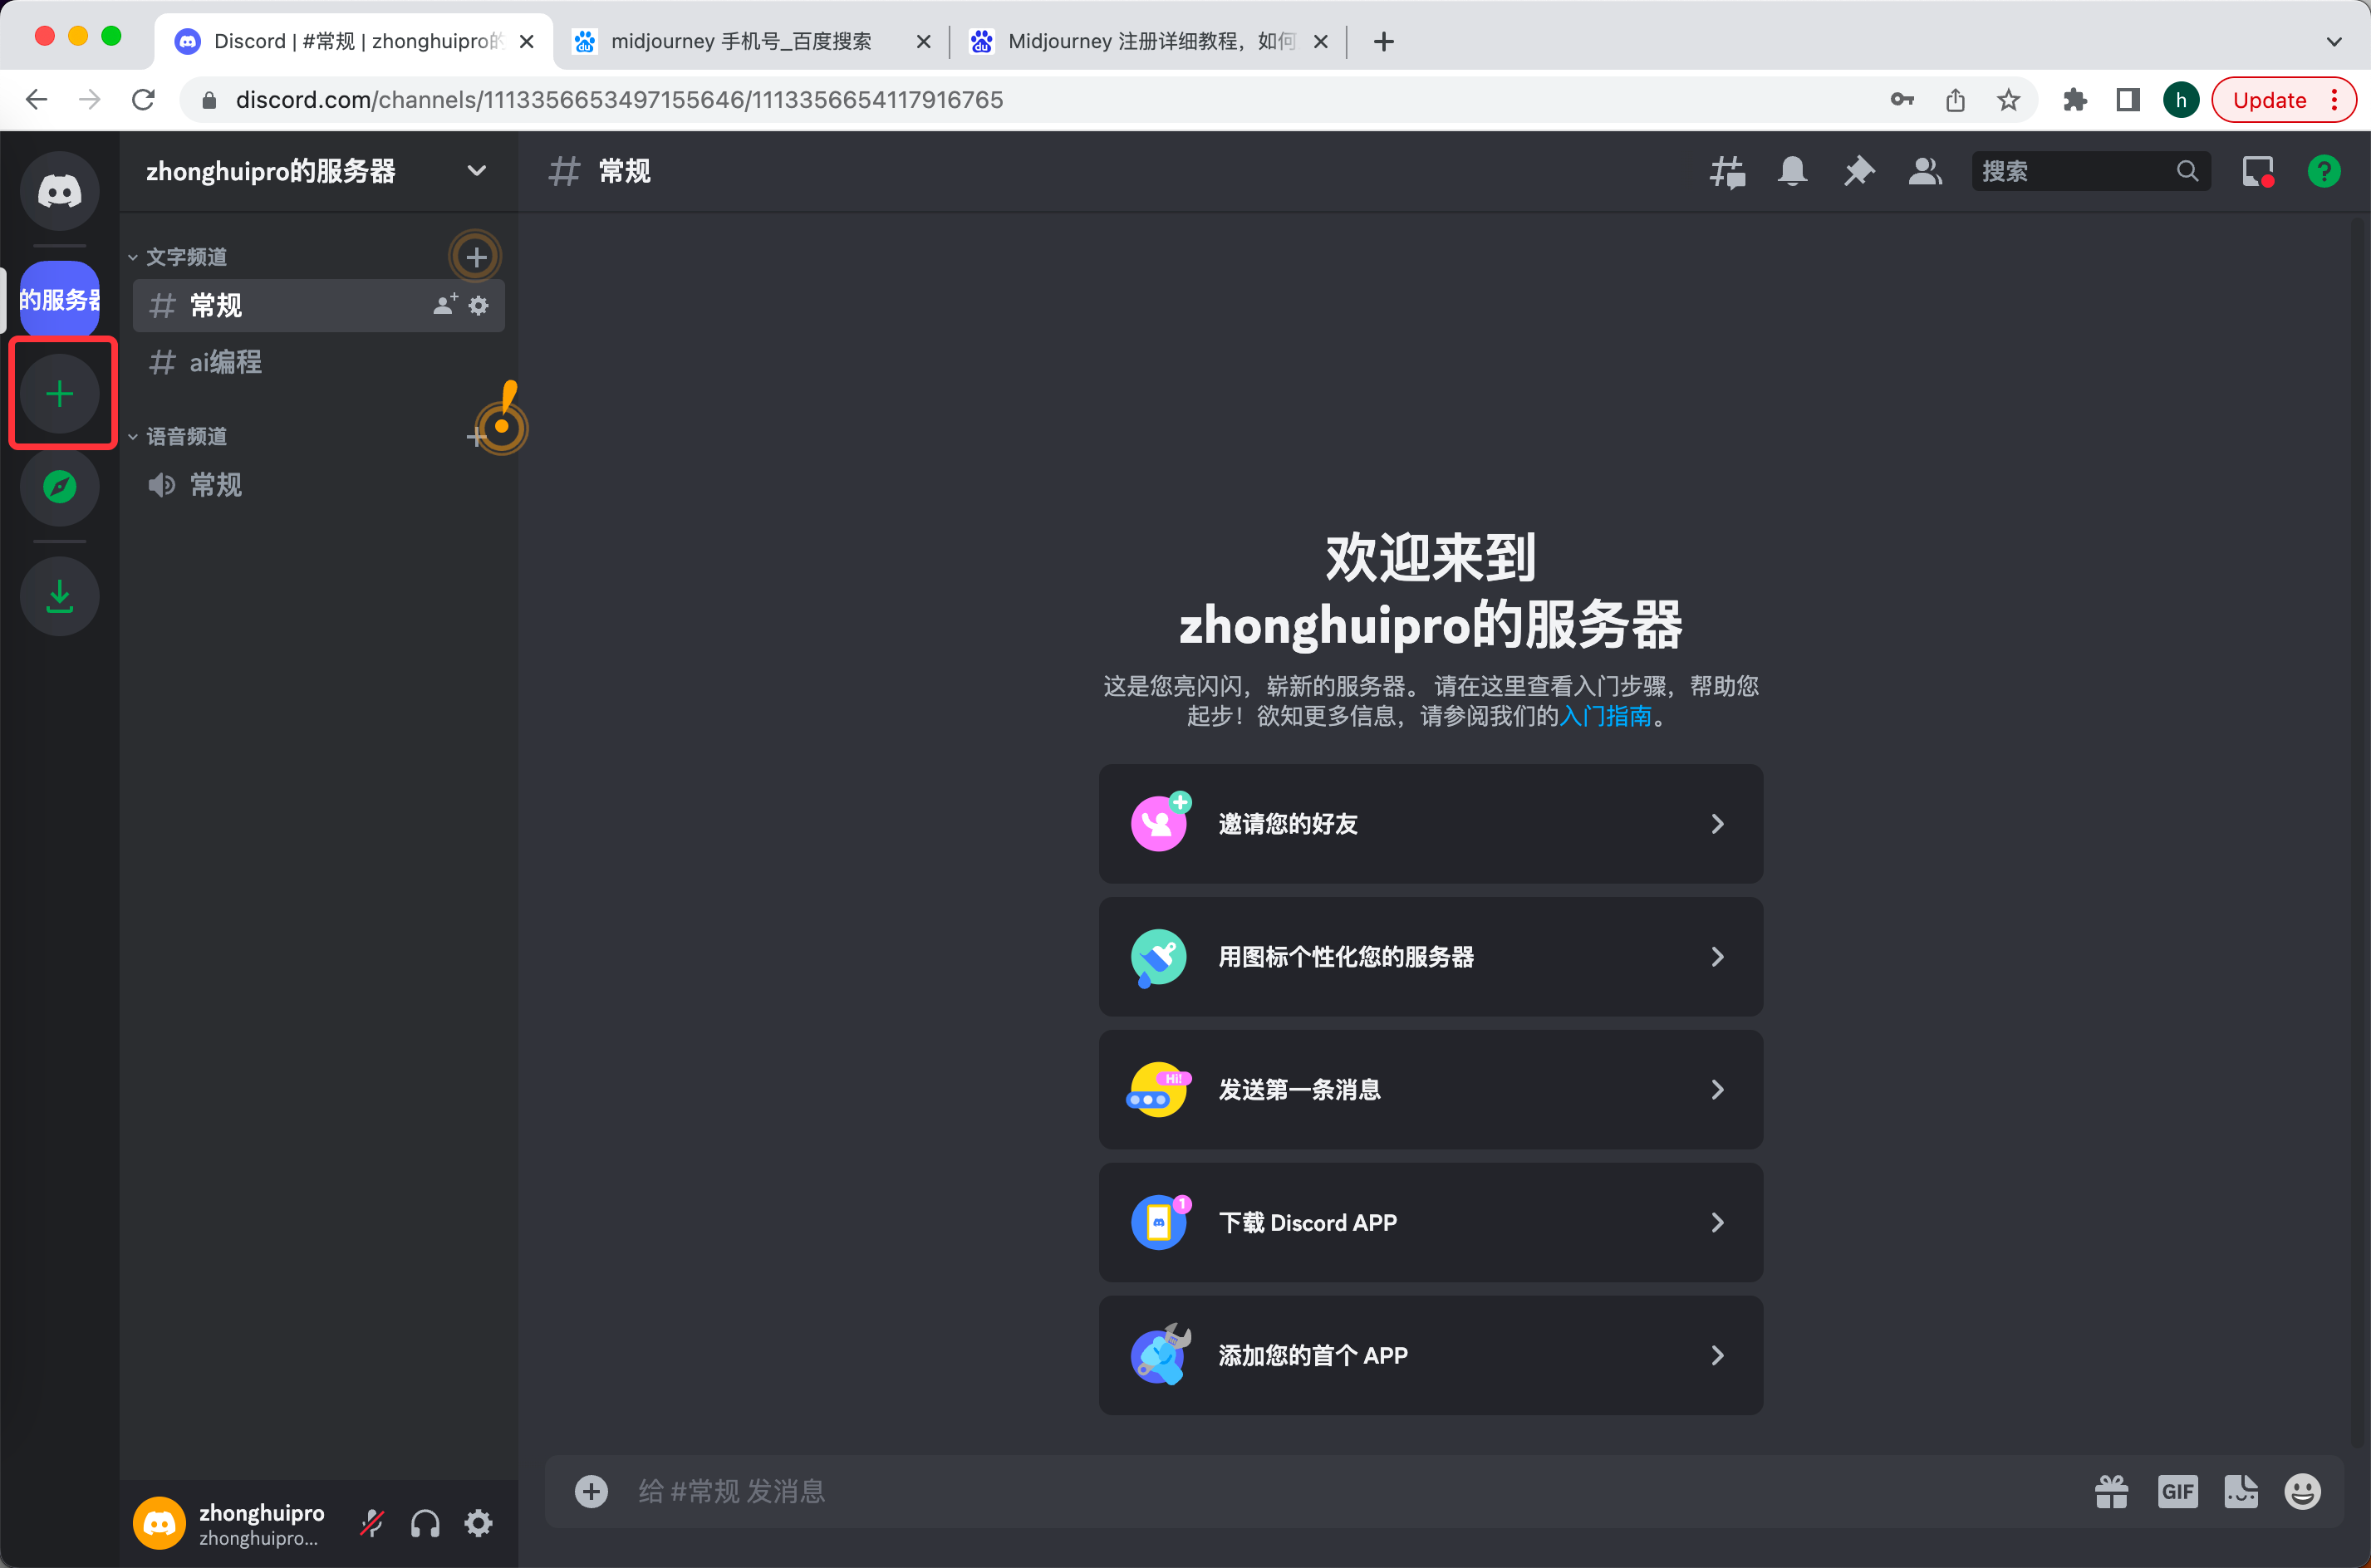 Discord | #常规 | zhonghuipro的
midjourney 手机号_百度搜索
Midjourney 注册详细教程，如何
discord.com/channels/1113356653497155646/1113356654117916765
h
Update
zhonghuipro的服务器
常规
搜索
文字频道
的服务器
常规
ai编程
语音频道
常规
欢迎来到
zhonghuipro的服务器
这是您亮闪闪，崭新的服务器。请在这里查看入门步骤，帮助您
起步！欲知更多信息，请参阅我们的入门指南。
邀请您的好友
用图标个性化您的服务器
Hi!
发送第一条消息
1
下载 Discord APP
添加您的首个 APP
给 #常规 发消息
GIF
zhonghuipro
zhonghuipro...